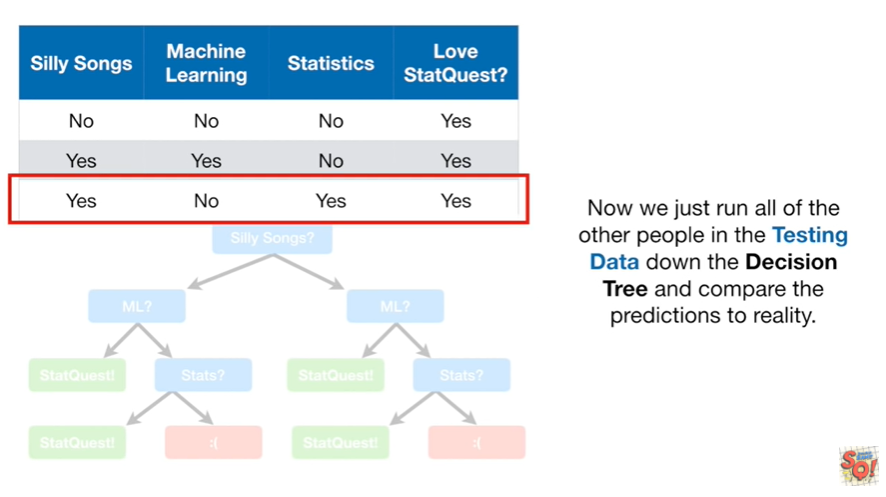 Silly Songs
Machine
Learning
Statistics
Love
StatQuest?
No No No Yes
Yes Yes No Yes
Yes No Yes Yes
Silly Songs?
ML? ML?
StatQuest! Stats? StatQuest! Stats?
StatQuest! :( StatQuest! :(
Now we just run all of the
other people in the Testing
Data down the Decision
Tree and compare the
predictions to reality.
SQ!